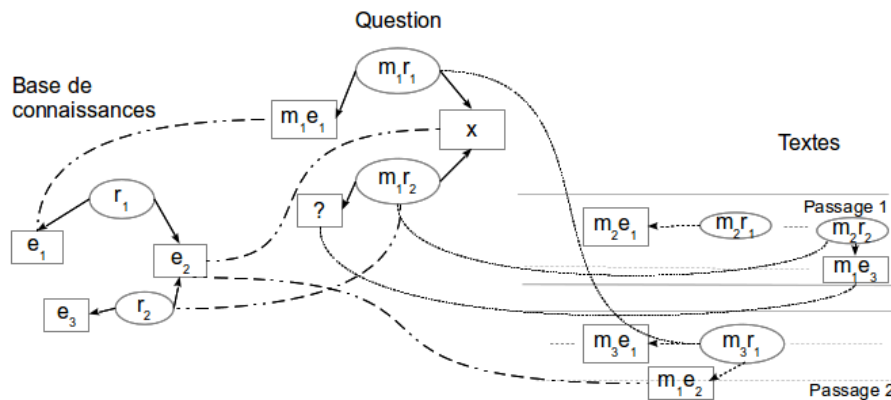 Question
m₁r₁
Base de
connaissances
m₁e₁
x
Textes
m₁r₂
r₁
?
Passage 1
m₂e₁
m₂r₁
m₂r₂
e₁
e₂
m₁e₃
e₃
r₂
m₃e₁
m₃r₁
m₁e₂
Passage 2